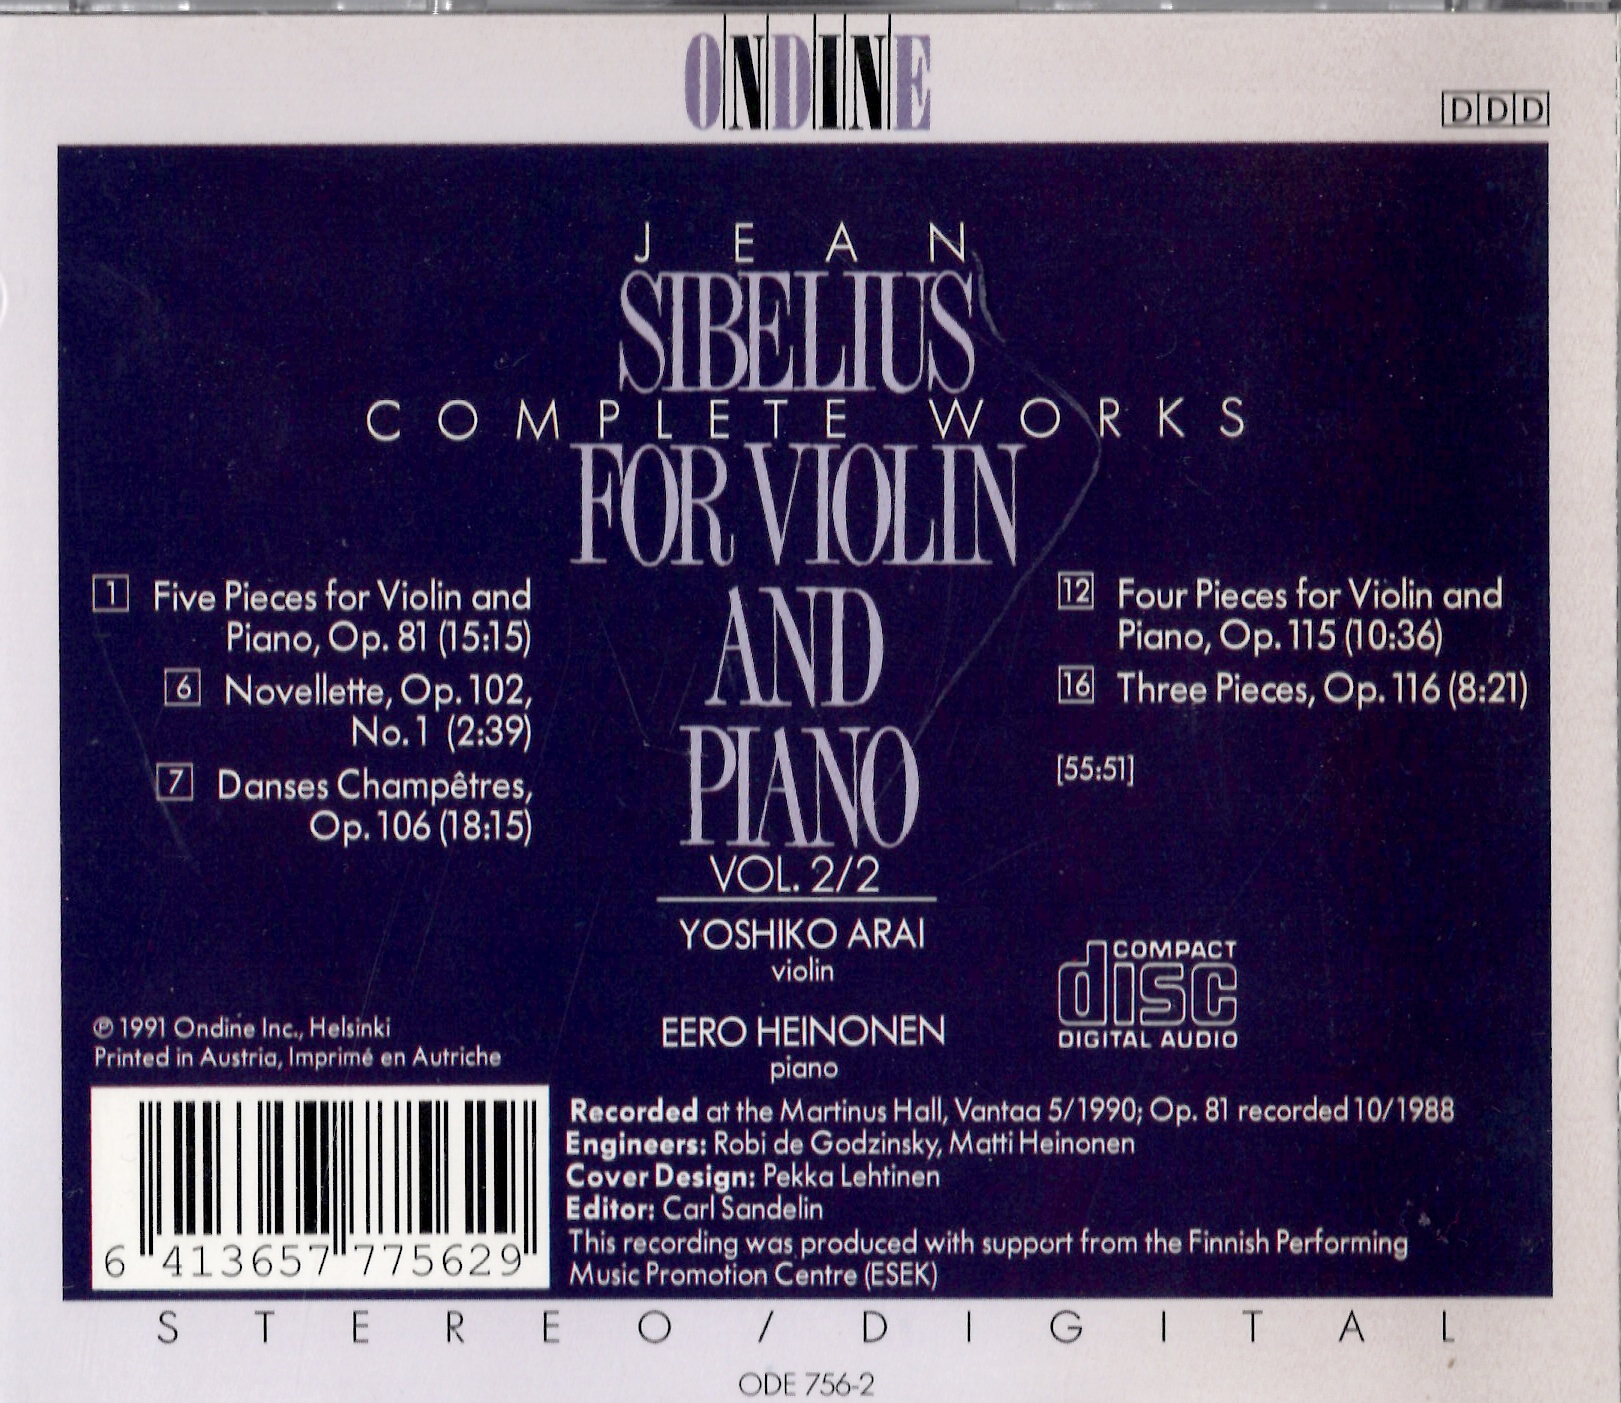 ONDINE
DDD
JEAN
SIBELIUS
COMPLETE WORKS
FOR VIOLIN
AND
PIANO
VOL. 2/2
YOSHIKO ARAI
violin
EERO HEINONEN
piano
1 Five Pieces for Violin and
Piano, Op. 81 (15:15)
6 Novellette, Op. 102,
No. 1 (2:39)
7 Danses Champêtres,
Op. 106 (18:15)
12 Four Pieces for Violin and
Piano, Op. 115 (10:36)
16 Three Pieces, Op. 116 (8:21)
[55:51]
COMPACT
disc
DIGITAL AUDIO
℗ 1991 Ondine Inc., Helsinki
Printed in Austria, Imprimé en Autriche
6 413657 775629
Recorded at the Martinus Hall, Vantaa 5/1990; Op. 81 recorded 10/1988
Engineers: Robi de Godzinsky, Matti Heinonen
Cover Design: Pekka Lehtinen
Editor: Carl Sandelin
This recording was produced with support from the Finnish Performing
Music Promotion Centre (ESEK)
STEREO/DIGITAL
ODE 756-2